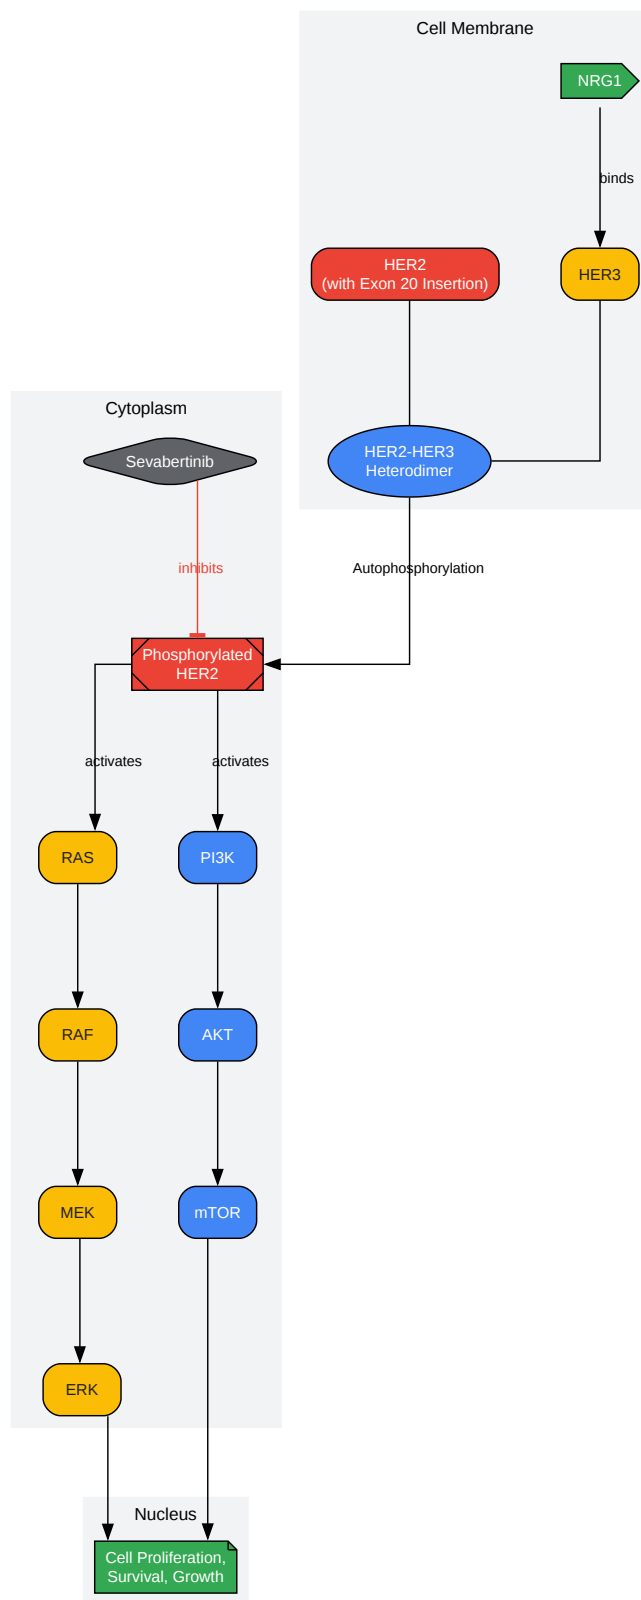 Cell Membrane
NRG1
binds
HER2
(with Exon 20 Insertion)
HER3
Cytoplasm
HER2-HER3
Heterodimer
Sevabertinib
inhibits
Autophosphorylation
Phosphorylated
HER2
activates
activates
RAS
PI3K
RAF
AKT
MEK
mTOR
ERK
Nucleus
Cell Proliferation,
Survival, Growth